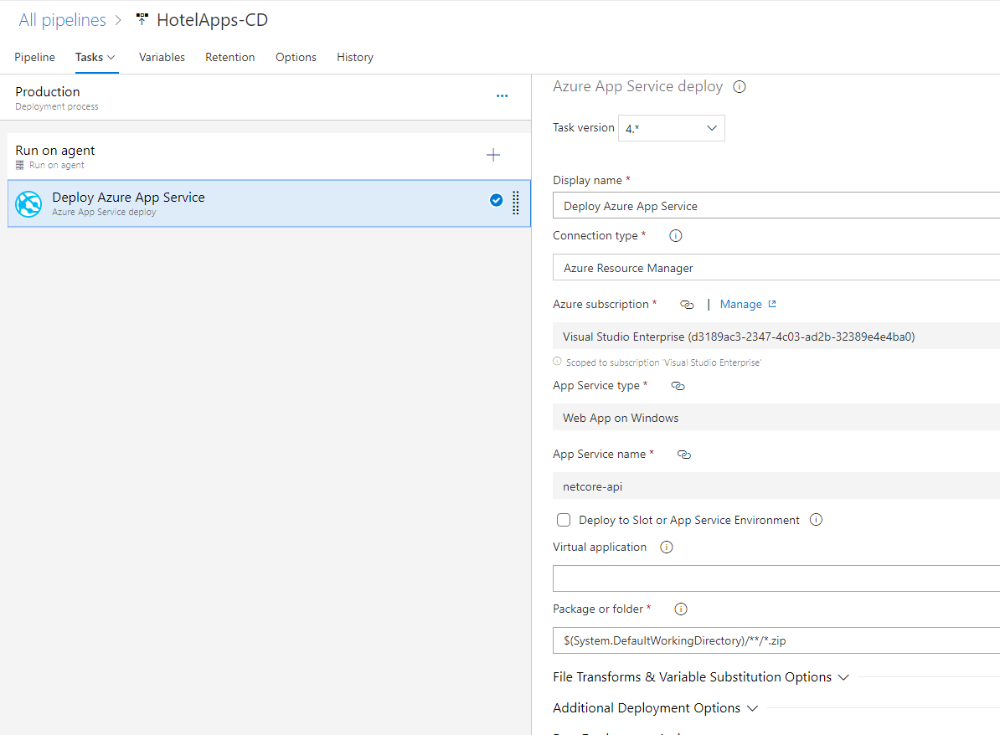 All pipelines > HotelApps-CD
Pipeline Tasks Variables Retention Options History
Production
Deployment process
Run on agent
Run on agent
Deploy Azure App Service
Azure App Service deploy
Azure App Service deploy
Task version 4.*
Display name *
Deploy Azure App Service
Connection type *
Azure Resource Manager
Azure subscription * | Manage
Visual Studio Enterprise (d3189ac3-2347-4c03-ad2b-32389e4e4ba0)
Scoped to subscription 'Visual Studio Enterprise'
App Service type *
Web App on Windows
App Service name *
netcore-api
Deploy to Slot or App Service Environment
Virtual application
Package or folder *
$(System.DefaultWorkingDirectory)/**/*.zip
File Transforms & Variable Substitution Options
Additional Deployment Options